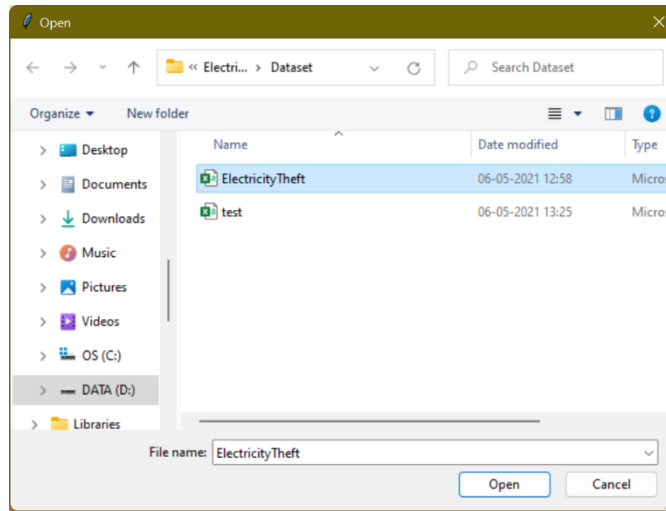 Open
« Electri... > Dataset
Search Dataset
Organize
New folder
Name
Date modified
Type
Desktop
Documents
Downloads
Music
Pictures
Videos
OS (C:)
DATA (D:)
Libraries
ElectricityTheft
06-05-2021 12:58
Micro
test
06-05-2021 13:25
Micro
File name:
ElectricityTheft
Open
Cancel